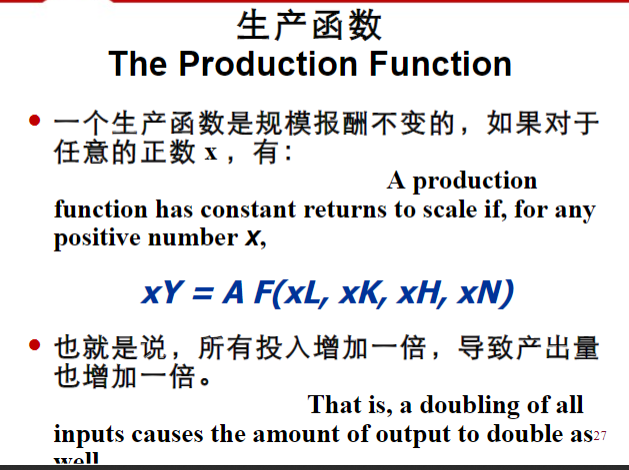 生产函数
The Production Function
• 一个生产函数是规模报酬不变的，如果对于
任意的正数 x ，有：
A production
function has constant returns to scale if, for any
positive number X,
xY = A F(xL, xK, xH, xN)
• 也就是说，所有投入增加一倍，导致产出量
也增加一倍。
That is, a doubling of all
inputs causes the amount of output to double as
27
well